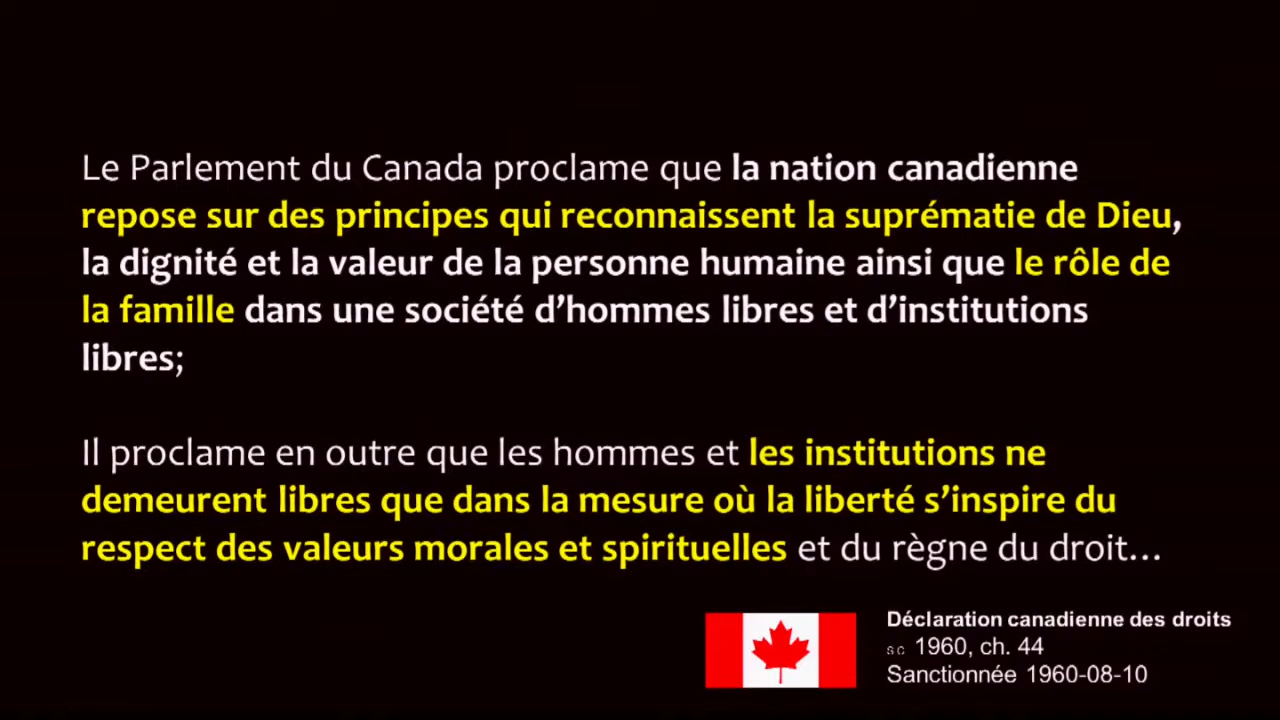 Le Parlement du Canada proclame que la nation canadienne
repose sur des principes qui reconnaissent la suprématie de Dieu,
la dignité et la valeur de la personne humaine ainsi que le rôle de
la famille dans une société d’hommes libres et d’institutions
libres;
Il proclame en outre que les hommes et les institutions ne
demeurent libres que dans la mesure où la liberté s’inspire du
respect des valeurs morales et spirituelles et du règne du droit…
Déclaration canadienne des droits
s c 1960, ch. 44
Sanctionnée 1960-08-10